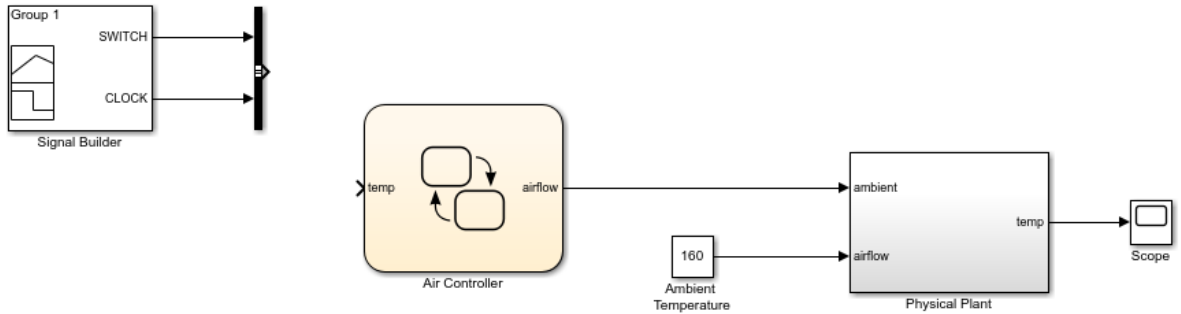 Group 1
SWITCH
CLOCK
Signal Builder
temp
airflow
Air Controller
160
Ambient
Temperature
ambient
airflow
temp
Physical Plant
Scope